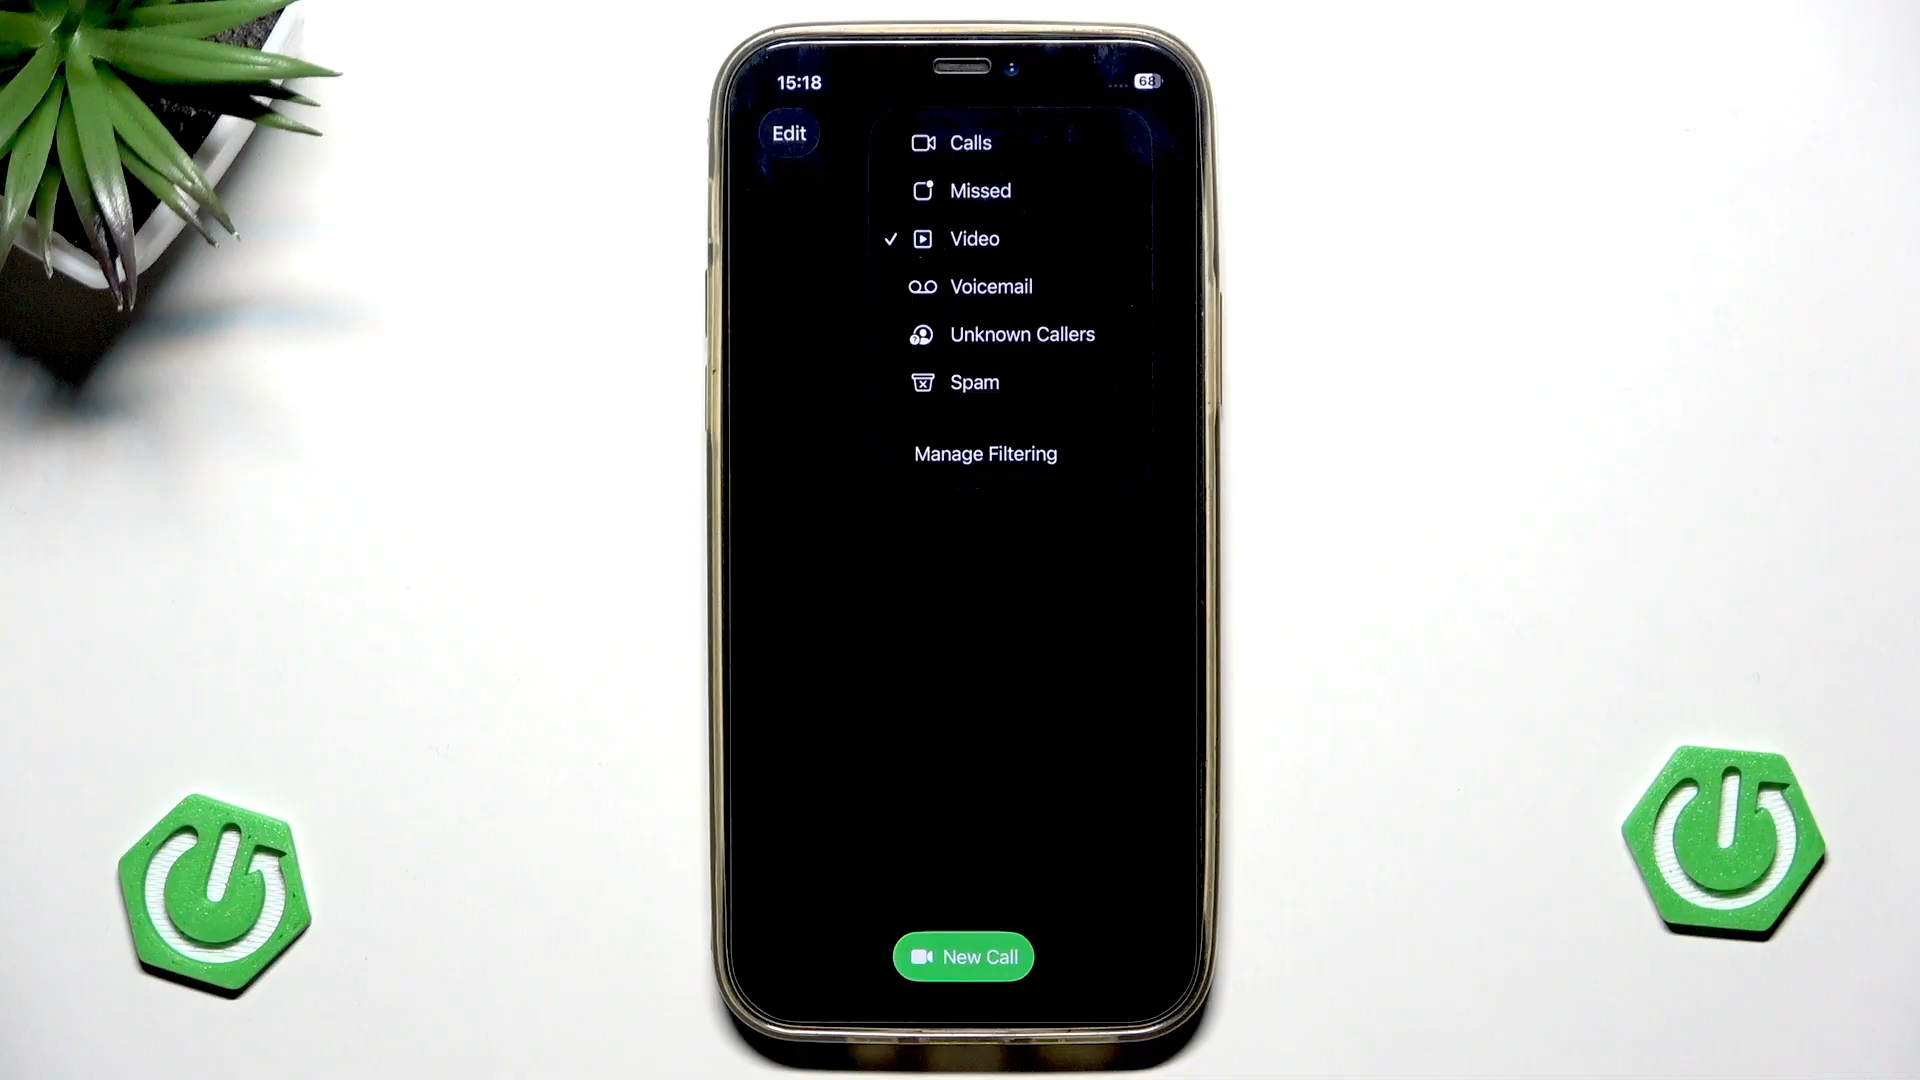 15:18
68
Edit
Calls
Missed
Video
Voicemail
Unknown Callers
Spam
Manage Filtering
New Call